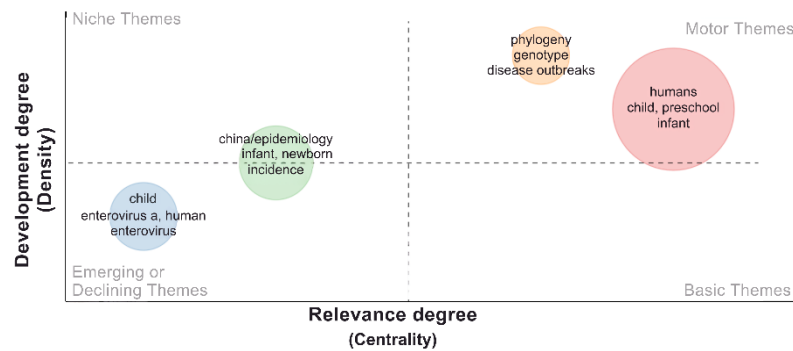 Niche Themes
Motor Themes
phylogeny
genotype
disease outbreaks
humans
child, preschool
infant
china/epidemiology
infant, newborn
incidence
child
enterovirus a, human
enterovirus
Development degree
(Density)
Emerging or
Declining Themes
Basic Themes
Relevance degree
(Centrality)